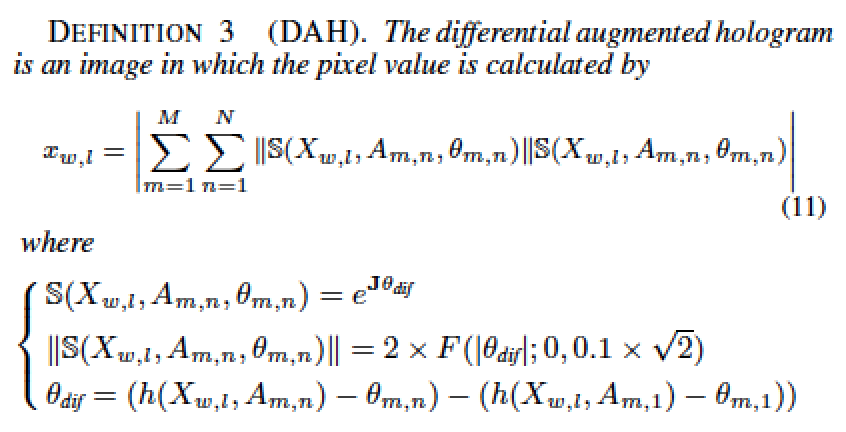 DEFINITION 3 (DAH). The differential augmented hologram
is an image in which the pixel value is calculated by
x_{w,l} = | \sum_{m=1}^{M} \sum_{n=1}^{N} ‖𝕊(X_{w,l}, A_{m,n}, θ_{m,n})‖𝕊(X_{w,l}, A_{m,n}, θ_{m,n}) |
(11)
where
{ 𝕊(X_{w,l}, A_{m,n}, θ_{m,n}) = e^{Jθ_{dif}}
‖𝕊(X_{w,l}, A_{m,n}, θ_{m,n})‖ = 2 × F(|θ_{dif}|; 0, 0.1 × √2)
θ_{dif} = (h(X_{w,l}, A_{m,n}) − θ_{m,n}) − (h(X_{w,l}, A_{m,1}) − θ_{m,1}))